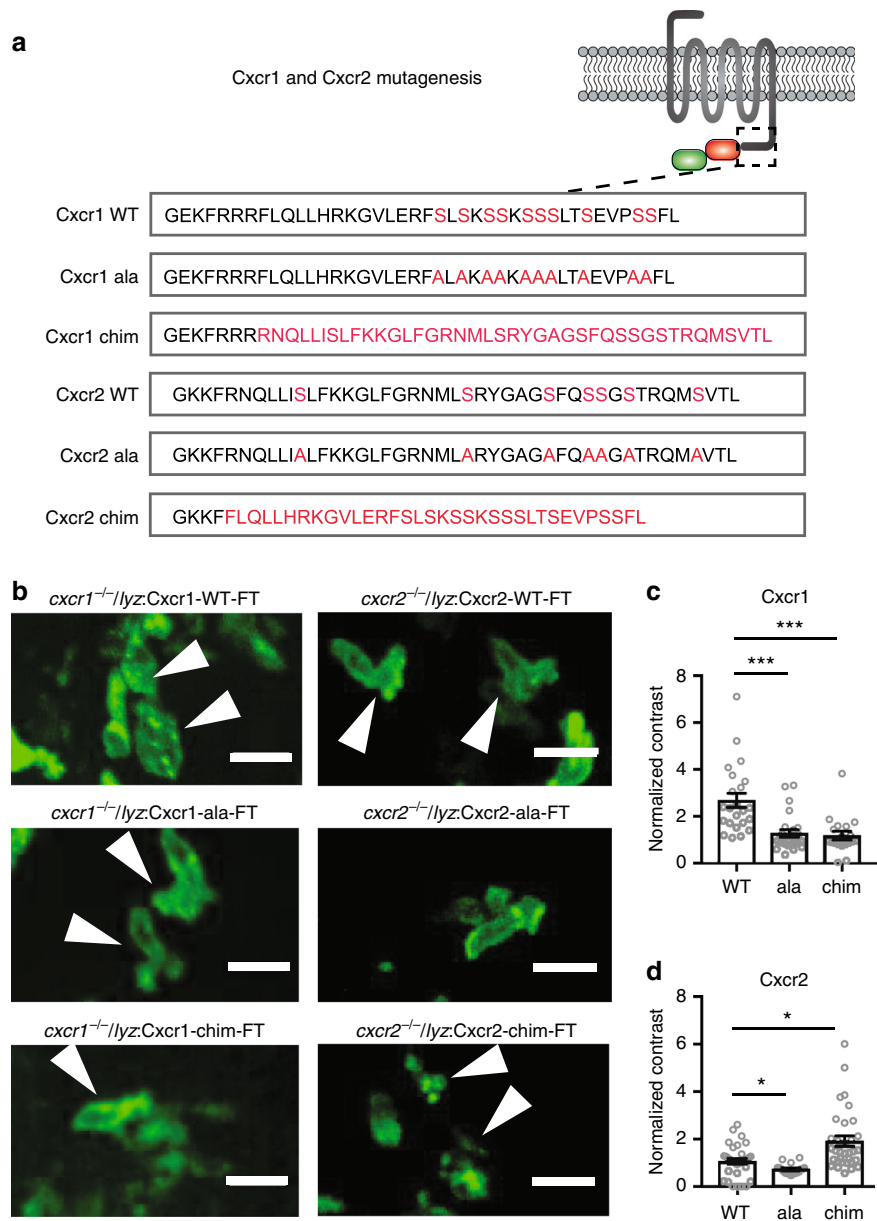 a
Cxcr1 and Cxcr2 mutagenesis
Cxcr1 WT GEKFRRRFLQLLHRKGVLERFSLSKSSKSSSLTSEVPSSFL
Cxcr1 ala GEKFRRRFLQLLHRKGVLERFALAKAAKAAALTAEVPAAFL
Cxcr1 chim GEKFRRRRNQLLISLFKKGLFGRNMLSRYGAGSFQSSGSTRQMSVTL
Cxcr2 WT GKKFRNQLLISLFKKGLFGRNMLSRYGAGSFQSSGSTRQMSVTL
Cxcr2 ala GKKFRNQLLIALFKKGLFGRNMLARYGAGAFQAAGATRQMAVTL
Cxcr2 chim GKKFFLQLLHRKGVLERFSLSKSSKSSSLTSEVPSSFL
b
cxcr1–/–/lyz:Cxcr1-WT-FT
cxcr2–/–/lyz:Cxcr2-WT-FT
cxcr1–/–/lyz:Cxcr1-ala-FT
cxcr2–/–/lyz:Cxcr2-ala-FT
cxcr1–/–/lyz:Cxcr1-chim-FT
cxcr2–/–/lyz:Cxcr2-chim-FT
c
Cxcr1
***
***
Normalized contrast
8
6
4
2
0
WT ala chim
d
Cxcr2
*
*
Normalized contrast
8
6
4
2
0
WT ala chim